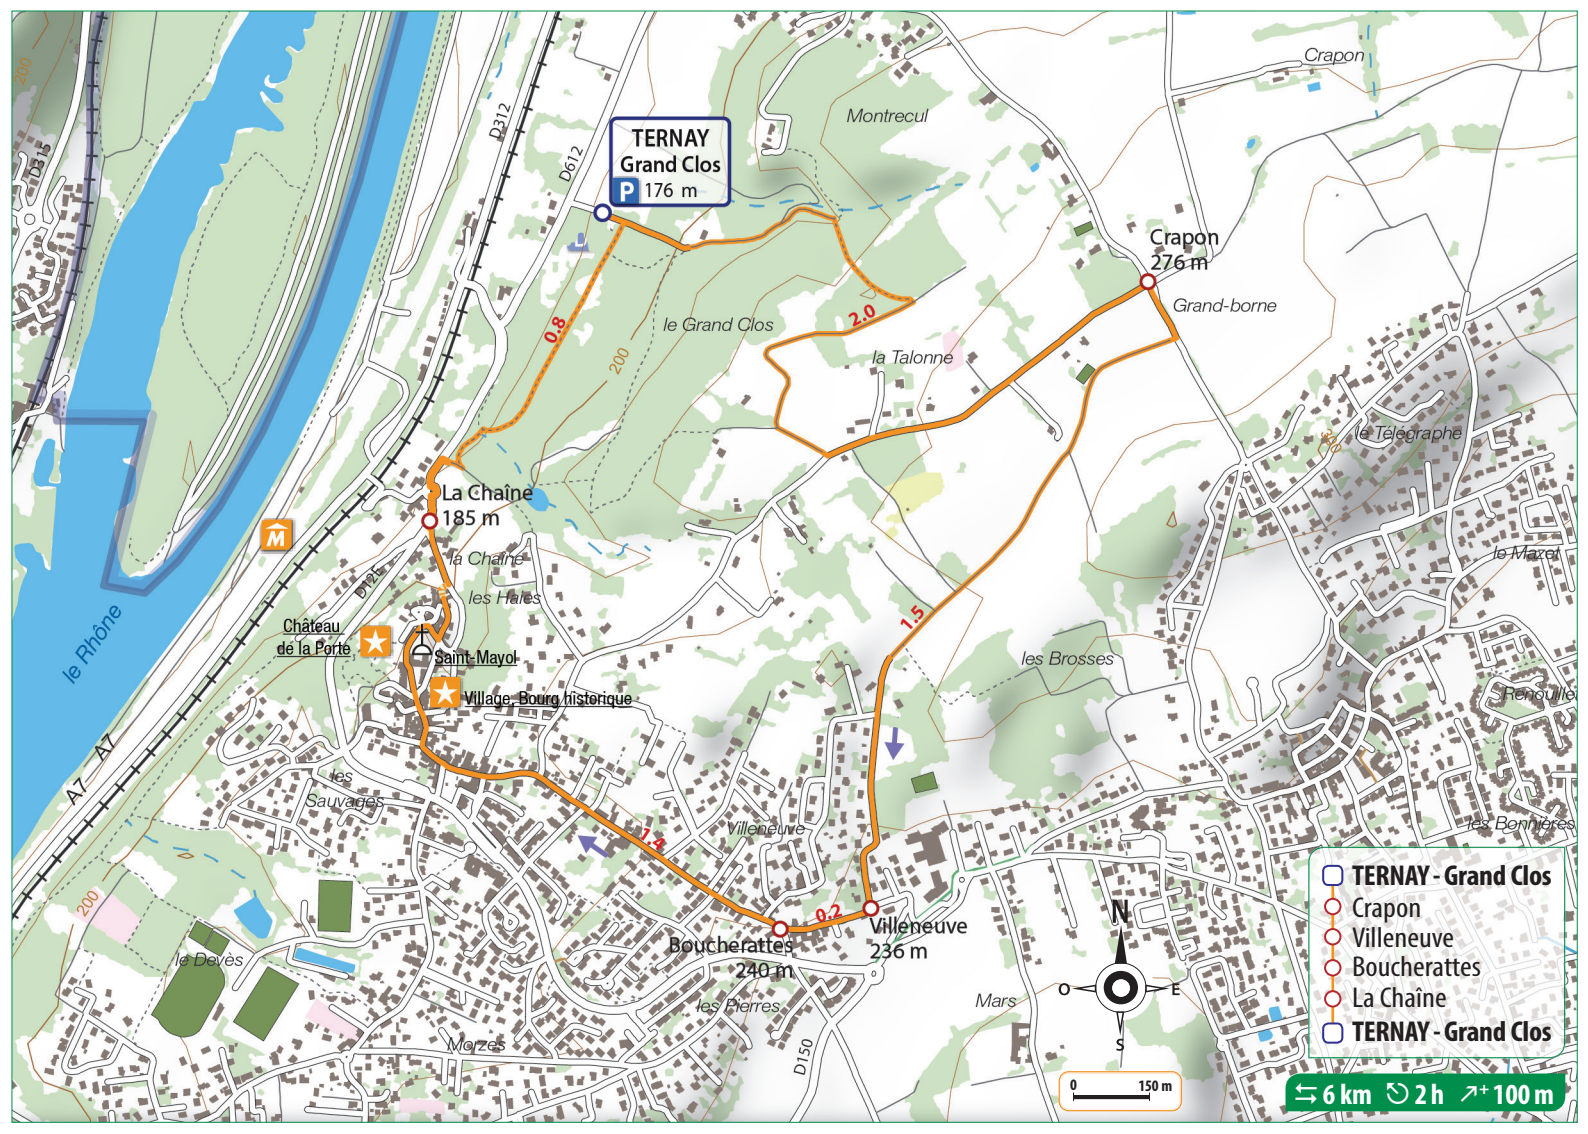 Crapon
200
D312
Montrecul
D315
D612
TERNAY
Grand Clos
P 176 m
Crapon
276 m
Grand-borne
le Grand Clos
2.0
0.8
200
la Talonne
300
le Télégraphe
La Chaîne
185 m
M
la Chaîne
le Mazet
D12E
les Haies
le Rhône
Château
de la Porte
Saint-Mayol
1.5
les Brosses
Village, Bourg historique
Renouille
A7
A7
les
Sauvages
1.4
Villeneuve
les Bonnières
200
0.2
Villeneuve
236 m
Boucherattes
240 m
le Devès
les Pierres
Mars
Morzes
D150
N
O
E
S
0 150 m
TERNAY - Grand Clos
Crapon
Villeneuve
Boucherattes
La Chaîne
TERNAY - Grand Clos
6 km 2 h + 100 m